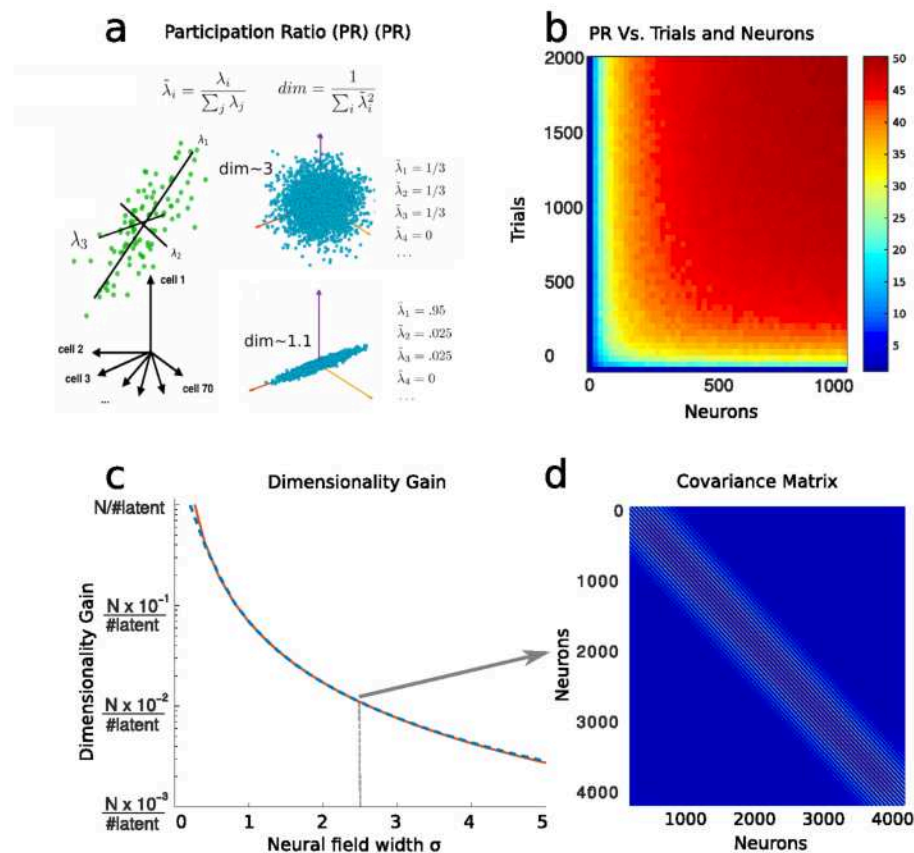 a
Participation Ratio (PR) (PR)
λ̃ᵢ = λᵢ / ∑ⱼ λⱼ
dim = 1 / ∑ᵢ λ̃ᵢ²
λ₁
λ₃
λ₂
dim~3
λ̃₁ = 1/3
λ̃₂ = 1/3
λ̃₃ = 1/3
λ̃₄ = 0
...
cell 1
cell 2
cell 3
...
cell 70
dim~1.1
λ̃₁ = .95
λ̃₂ = .025
λ̃₃ = .025
λ̃₄ = 0
...
b
PR Vs. Trials and Neurons
Trials
2000
1500
1000
500
0
0 500 1000
Neurons
50
45
40
35
30
25
20
15
10
5
c
Dimensionality Gain
Dimensionality Gain
N/#latent
N x 10⁻¹
#latent
N x 10⁻²
#latent
N x 10⁻³
#latent
0 1 2 3 4 5
Neural field width σ
d
Covariance Matrix
Neurons
0
1000
2000
3000
4000
1000 2000 3000 4000
Neurons